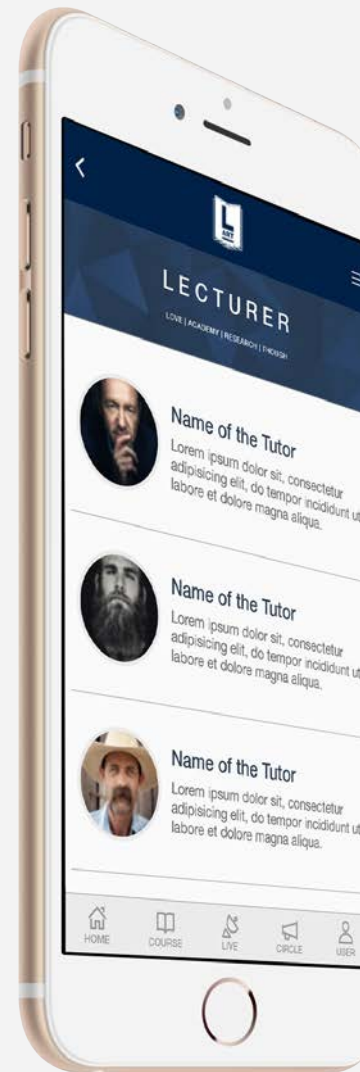 L
ART
LECTURER
LOVE | ACADEMY | RESEARCH | THOUGH
Name of the Tutor
Lorem ipsum dolor sit, consectetur
adipisicing elit, do tempor incididunt ut
labore et dolore magna aliqua.
Name of the Tutor
Lorem ipsum dolor sit, consectetur
adipisicing elit, do tempor incididunt ut
labore et dolore magna aliqua.
Name of the Tutor
Lorem ipsum dolor sit, consectetur
adipisicing elit, do tempor incididunt ut
labore et dolore magna aliqua.
HOME COURSE LIVE CIRCLE USER